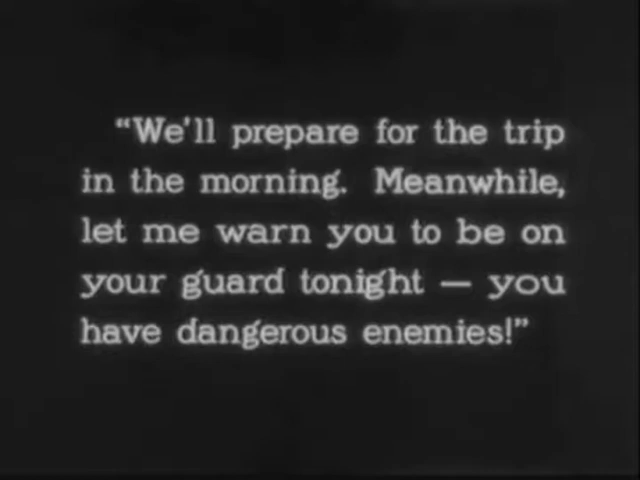 “We'll prepare for the trip
in the morning. Meanwhile,
let me warn you to be on
your guard tonight — you
have dangerous enemies!”